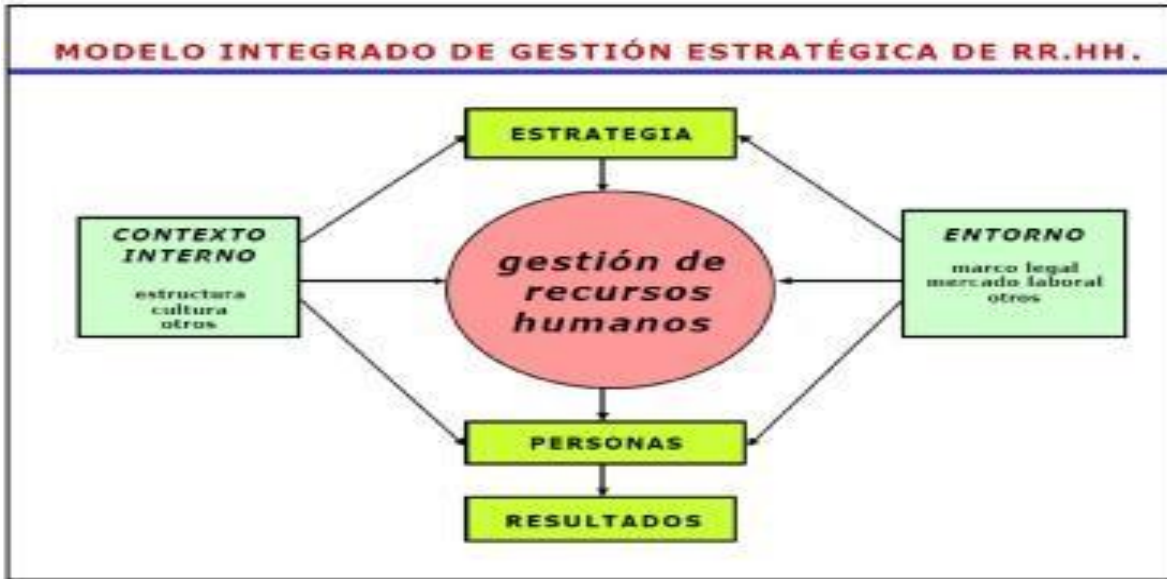 MODELO INTEGRADO DE GESTIÓN ESTRATÉGICA DE RR.HH.
ESTRATEGIA
CONTEXTO
INTERNO
estructura
cultura
otros
gestión de
recursos
humanos
ENTORNO
marco legal
mercado laboral
otros
PERSONAS
RESULTADOS